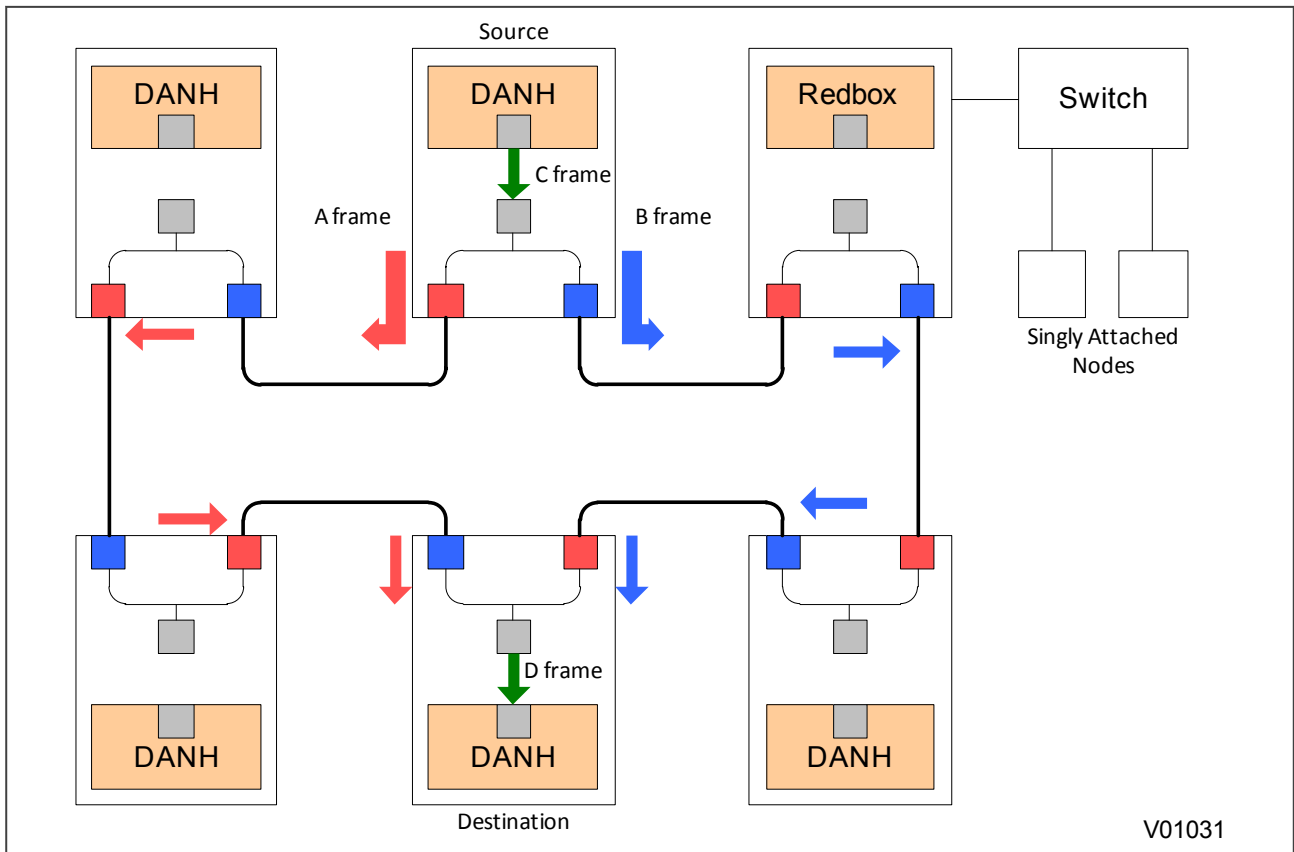 Source
DANH
DANH
Redbox
Switch
C frame
A frame
B frame
Singly Attached
Nodes
D frame
DANH
DANH
DANH
Destination
V01031